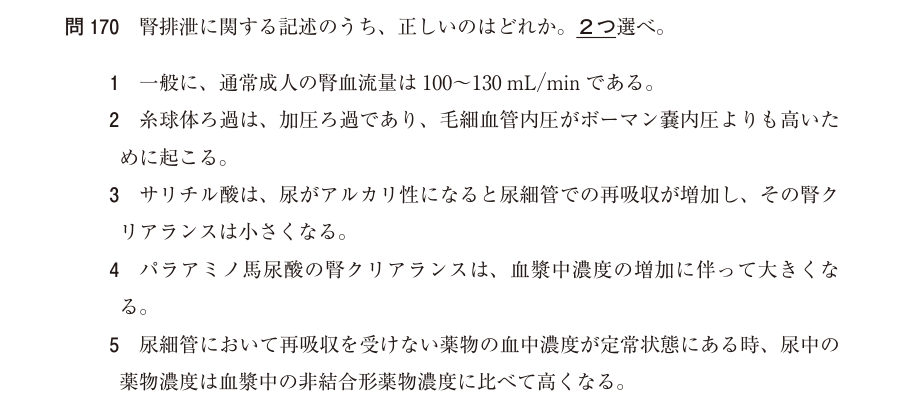 問 170　腎排泄に関する記述のうち、正しいのはどれか。２つ選べ。
1　一般に、通常成人の腎血流量は 100〜130 mL/min である。
2　糸球体ろ過は、加圧ろ過であり、毛細血管内圧がボーマン嚢内圧よりも高いた
めに起こる。
3　サリチル酸は、尿がアルカリ性になると尿細管での再吸収が増加し、その腎ク
リアランスは小さくなる。
4　パラアミノ馬尿酸の腎クリアランスは、血漿中濃度の増加に伴って大きくな
る。
5　尿細管において再吸収を受けない薬物の血中濃度が定常状態にある時、尿中の
薬物濃度は血漿中の非結合形薬物濃度に比べて高くなる。